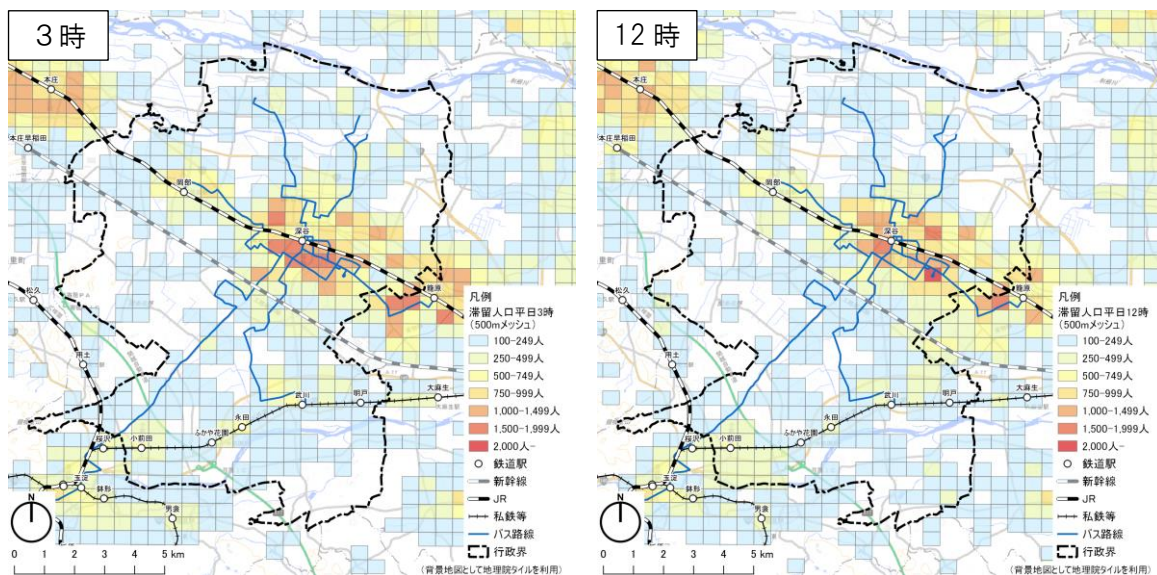 3時
本庄
本庄早稲田
岡部
深谷
籠原
松久
用土
大麻生
明戸
武川
永田
ふかや花園
小前田
桜沢
玉淀
鉢形
男衾
N
0 1 2 3 4 5 km
凡例
滞留人口平日3時
(500mメッシュ)
100-249人
250-499人
500-749人
750-999人
1,000-1,499人
1,500-1,999人
2,000人-
鉄道駅
新幹線
JR
私鉄等
バス路線
行政界
(背景地図として地理院タイルを利用)
12時
本庄
本庄早稲田
岡部
深谷
籠原
松久
用土
大麻生
明戸
武川
永田
ふかや花園
小前田
桜沢
玉淀
鉢形
男衾
N
0 1 2 3 4 5 km
凡例
滞留人口平日12時
(500mメッシュ)
100-249人
250-499人
500-749人
750-999人
1,000-1,499人
1,500-1,999人
2,000人-
鉄道駅
新幹線
JR
私鉄等
バス路線
行政界
(背景地図として地理院タイルを利用)